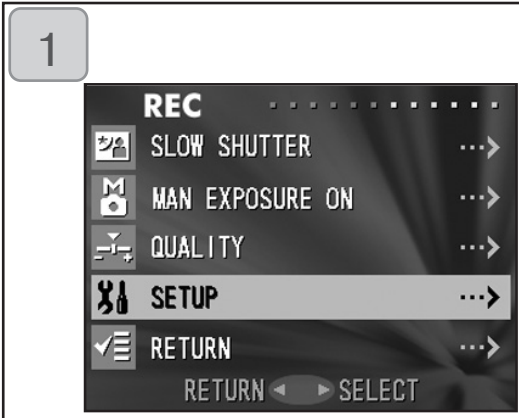 1
REC
SLOW SHUTTER
MAN EXPOSURE ON
QUALITY
SETUP
RETURN
RETURN SELECT